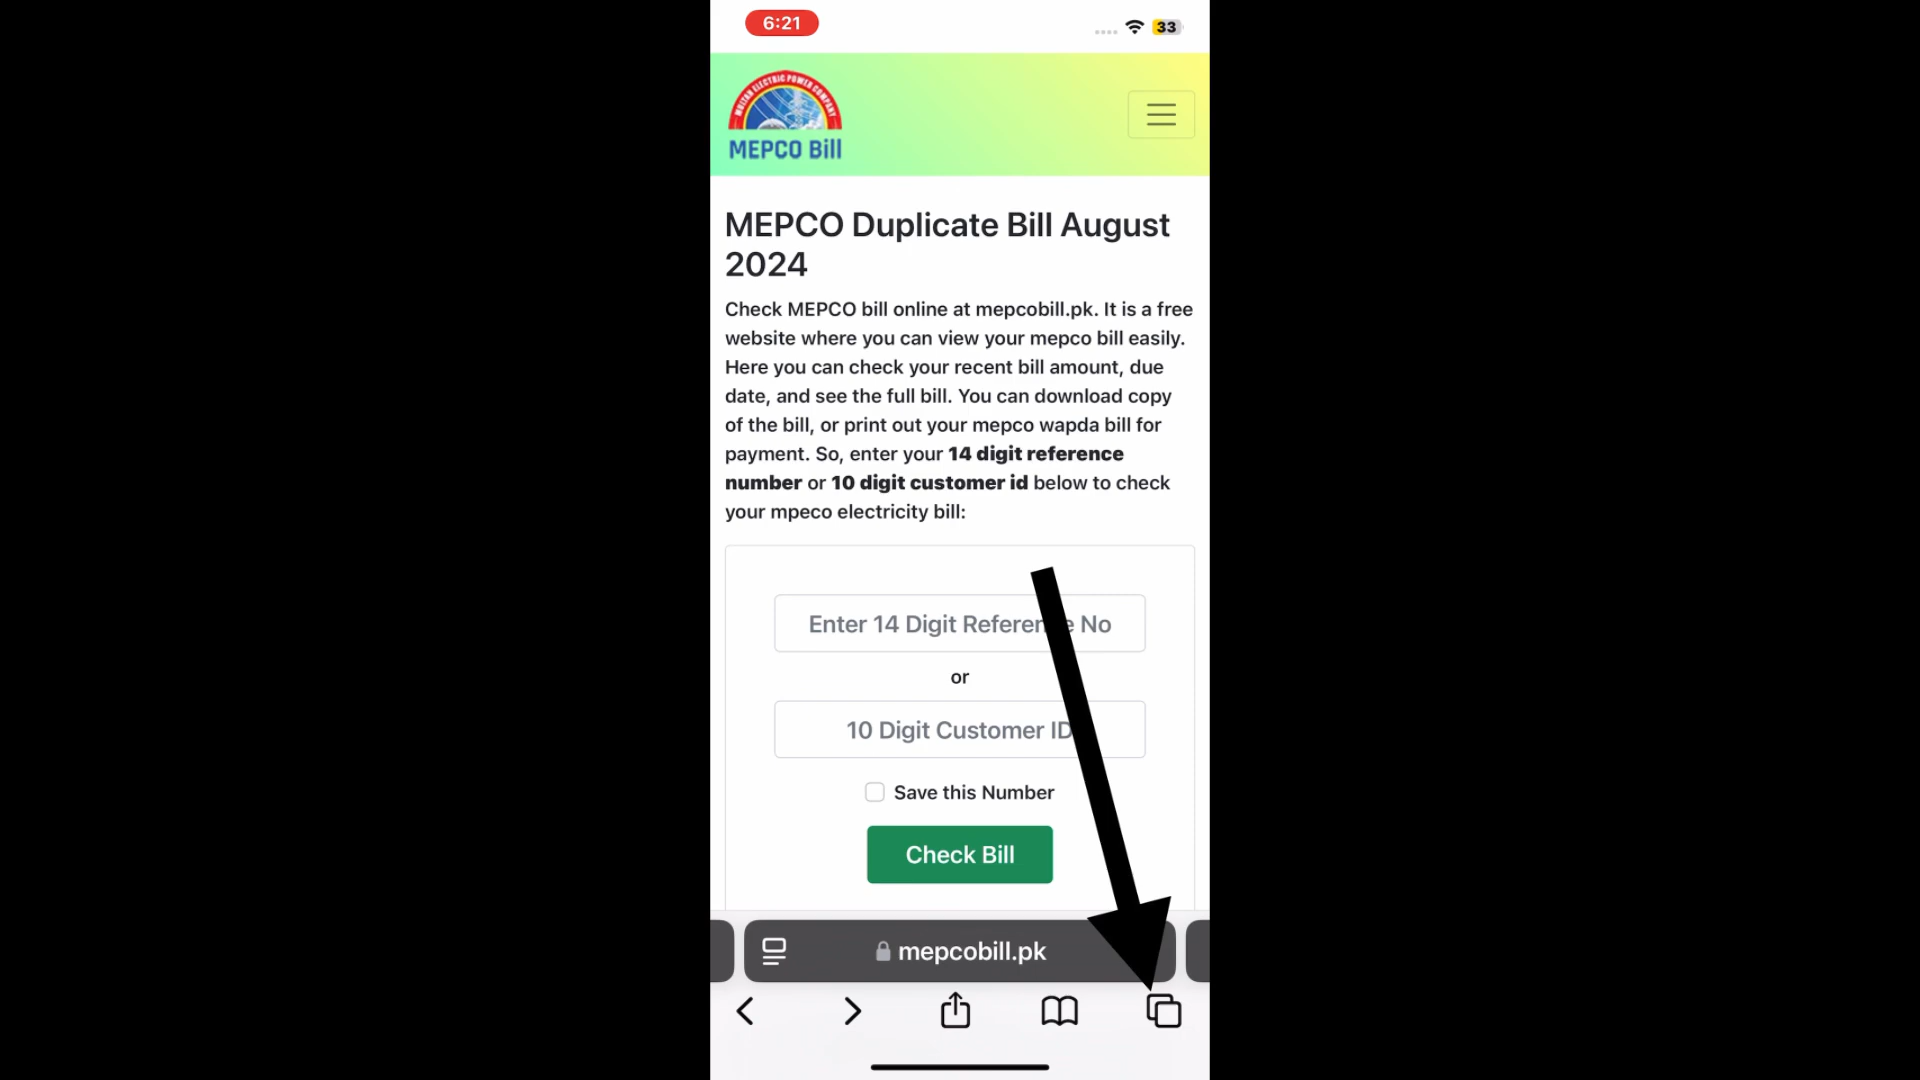 6:21
33
MULTAN ELECTRIC POWER COMPANY
MEPCO Bill
MEPCO Duplicate Bill August
2024
Check MEPCO bill online at mepcobill.pk. It is a free
website where you can view your mepco bill easily.
Here you can check your recent bill amount, due
date, and see the full bill. You can download copy
of the bill, or print out your mepco wapda bill for
payment. So, enter your 14 digit reference
number or 10 digit customer id below to check
your mpeco electricity bill:
Enter 14 Digit Reference No
or
10 Digit Customer ID
Save this Number
Check Bill
mepcobill.pk